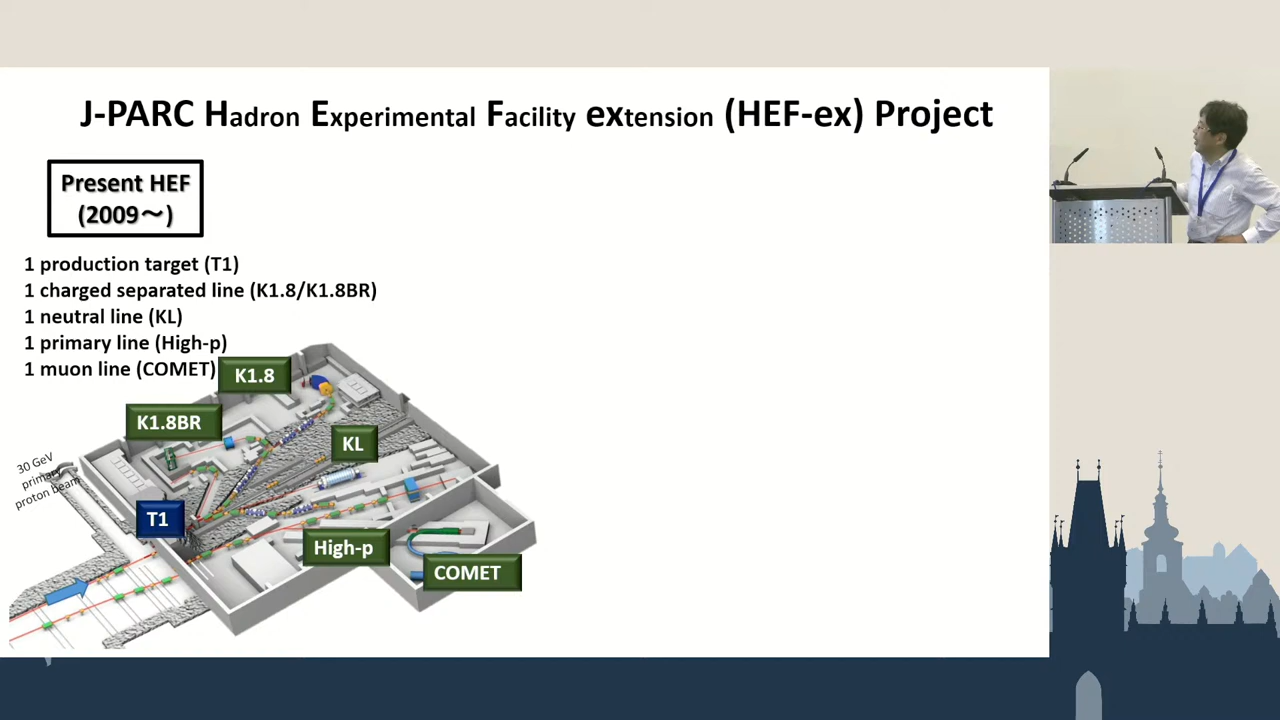 J-PARC Hadron Experimental Facility extension (HEF-ex) Project
Present HEF
(2009～)
1 production target (T1)
1 charged separated line (K1.8/K1.8BR)
1 neutral line (KL)
1 primary line (High-p)
1 muon line (COMET)
K1.8
K1.8BR
KL
30 GeV
primary
proton beam
T1
High-p
COMET